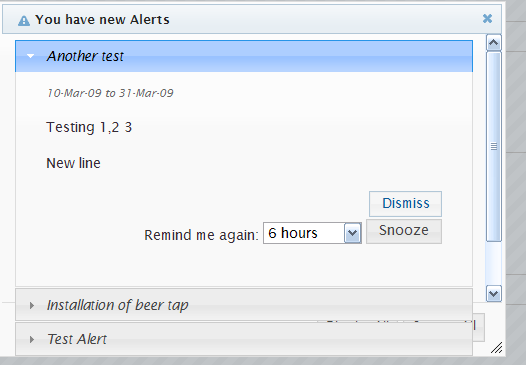 You have new Alerts
Another test
10-Mar-09 to 31-Mar-09
Testing 1,2 3
New line
Dismiss
Remind me again: 6 hours Snooze
Installation of beer tap
Test Alert